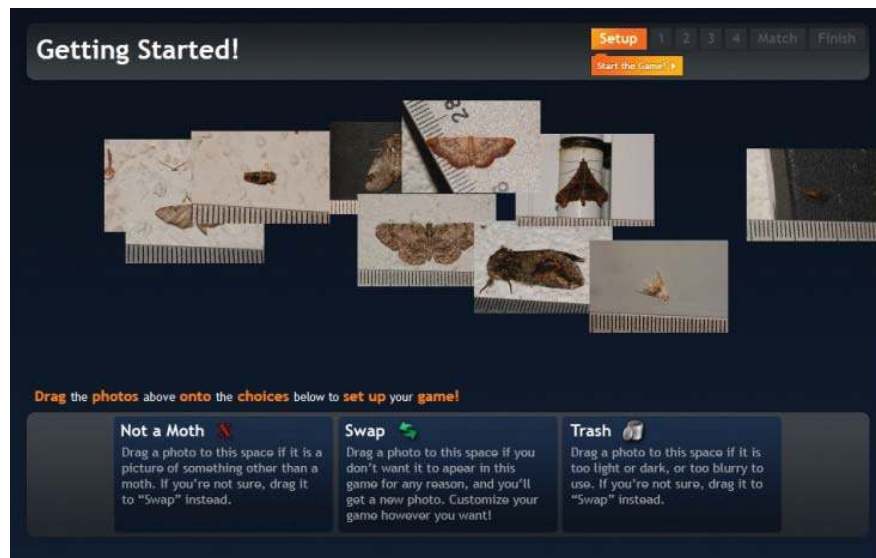 Getting Started!
Setup 1 2 3 4 Match Finish
Start the Game!
28
Drag the photos above onto the choices below to set up your game!
Not a Moth
Drag a photo to this space if it is a
picture of something other than a
moth. If you're not sure, drag it
to "Swap" instead.
Swap
Drag a photo to this space if you
don't want it to apear in this
game for any reason, and you'll
get a new photo. Customize your
game however you want!
Trash
Drag a photo to this space if it is
too light or dark, or too blurry to
use. If you're not sure, drag it to
"Swap" instead.